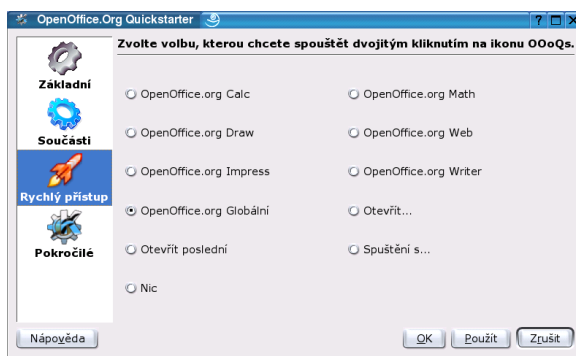 OpenOffice.Org Quickstarter
Zvolte volbu, kterou chcete spouštět dvojitým kliknutím na ikonu OOoQs.
Základní
Součásti
Rychlý přístup
Pokročilé
OpenOffice.org Calc
OpenOffice.org Math
OpenOffice.org Draw
OpenOffice.org Web
OpenOffice.org Impress
OpenOffice.org Writer
OpenOffice.org Globální
Otevřít...
Otevřít poslední
Spuštění s...
Nic
Nápověda
OK
Použít
Zrušit